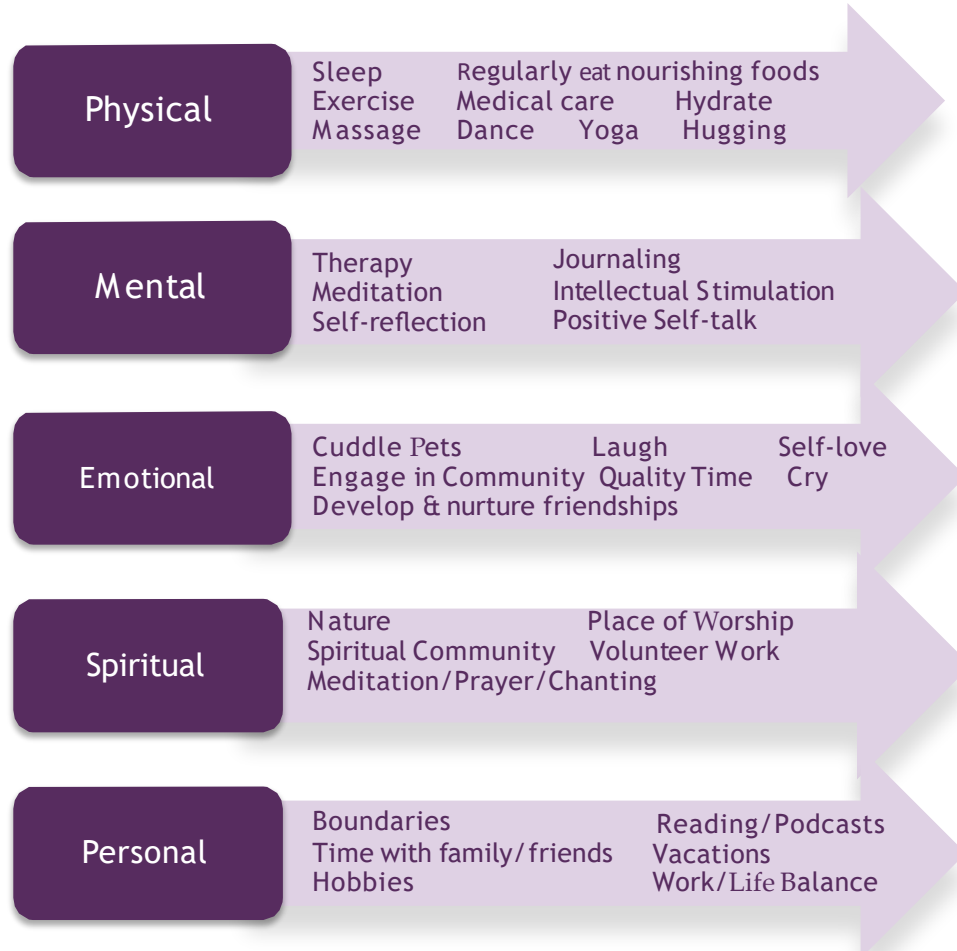 Physical
Sleep Regularly eat nourishing foods
Exercise Medical care Hydrate
Massage Dance Yoga Hugging
Mental
Therapy Journaling
Meditation Intellectual Stimulation
Self-reflection Positive Self-talk
Emotional
Cuddle Pets Laugh Self-love
Engage in Community Quality Time Cry
Develop & nurture friendships
Spiritual
Nature Place of Worship
Spiritual Community Volunteer Work
Meditation/Prayer/Chanting
Personal
Boundaries Reading/Podcasts
Time with family/friends Vacations
Hobbies Work/Life Balance